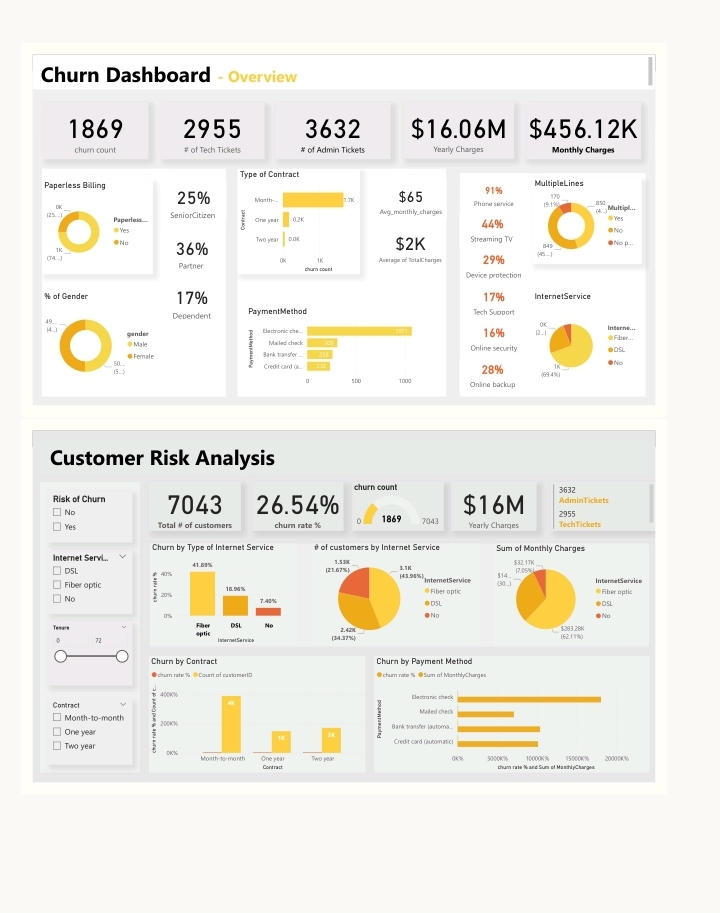 Churn Dashboard - Overview
1869
churn count
2955
# of Tech Tickets
3632
# of Admin Tickets
$16.06M
Yearly Charges
$456.12K
Monthly Charges
Paperless Billing
0K
(25...)
1K
(74...)
Paperless...
Yes
No
25%
SeniorCitizen
36%
Partner
17%
Dependent
% of Gender
49...
(4...)
50...
(5...)
gender
Male
Female
Type of Contract
Contract
Month-...
One year
Two year
1.7K
0.2K
0.0K
0K
1K
churn count
$65
Avg_monthly_charges
$2K
Average of TotalCharges
PaymentMethod
PaymentMethod
Electronic che...
Mailed check
Bank transfer ...
Credit card (a...
1071
308
258
232
0
500
1000
91%
Phone service
44%
Streaming TV
29%
Device protection
17%
Tech Support
16%
Online security
28%
Online backup
MultipleLines
170
(9.1%)
850
(4...)
849
(45...)
Multipl...
Yes
No
No p...
InternetService
0K
(2...)
1K
(69.4%)
Interne...
Fiber...
DSL
No
Customer Risk Analysis
Risk of Churn
No
Yes
Internet Servi...
DSL
Fiber optic
No
Tenure
0
72
Contract
Month-to-month
One year
Two year
7043
Total # of customers
26.54%
churn rate %
churn count
0
1869
7043
$16M
Yearly Charges
3632
AdminTickets
2955
TechTickets
Churn by Type of Internet Service
churn rate %
40%
20%
0%
41.89%
18.96%
7.40%
Fiber
optic
DSL
No
InternetService
# of customers by Internet Service
1.53K
(21.67%)
3.1K
(43.96%)
2.42K
(34.37%)
InternetService
Fiber optic
DSL
No
Sum of Monthly Charges
$32.17K
(7.05%)
$14...
(30...)
$283.28K
(62.11%)
InternetService
Fiber optic
DSL
No
Churn by Contract
churn rate % Count of customerID
churn rate % and Count of c...
400K%
200K%
0K%
4K
1K
2K
Month-to-month
One year
Two year
Contract
Churn by Payment Method
churn rate % Sum of MonthlyCharges
PaymentMethod
Electronic check
Mailed check
Bank transfer (automa...
Credit card (automatic)
0K%
5000K%
10000K%
15000K%
20000K%
churn rate % and Sum of MonthlyCharges